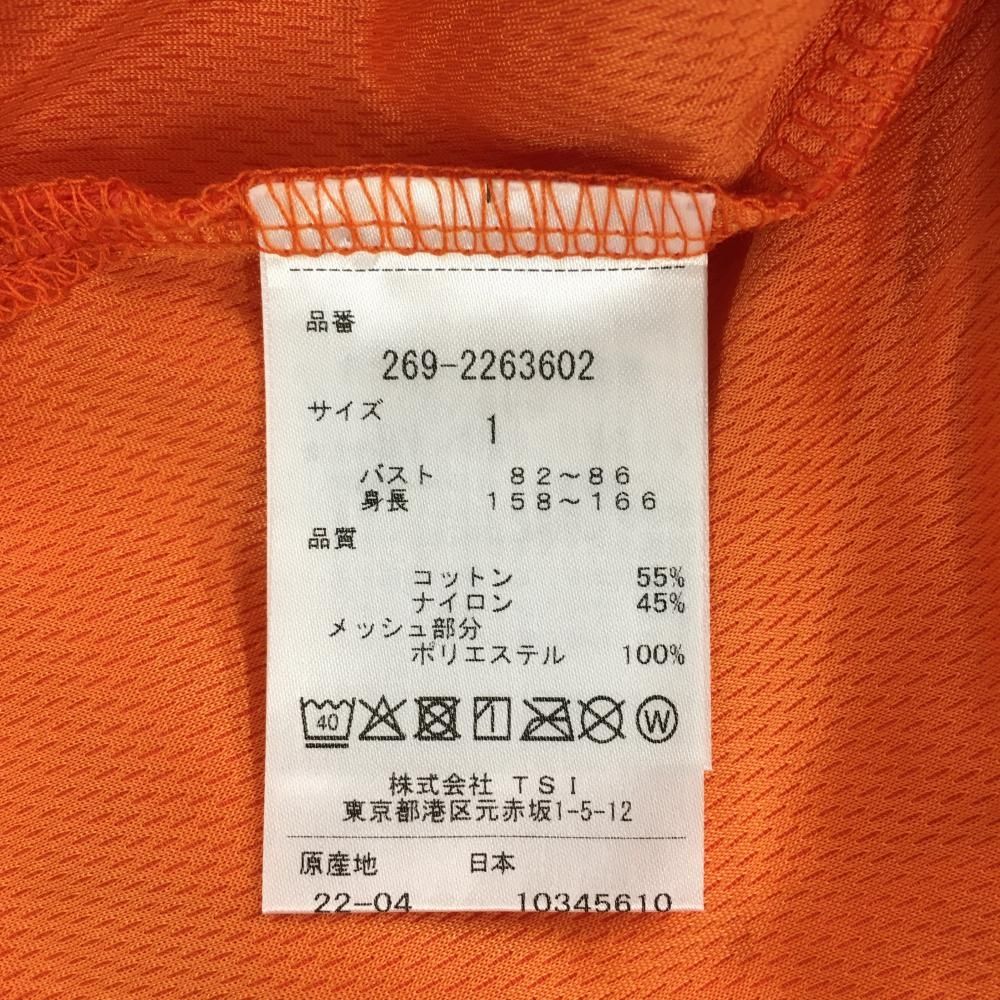 品番
269-2263602
サイズ
1
バスト 82~86
身長 158~166
品質
コットン 55%
ナイロン 45%
メッシュ部分
ポリエステル 100%
40 W
株式会社 TSI
東京都港区元赤坂1-5-12
原産地 日本
22-04 10345610